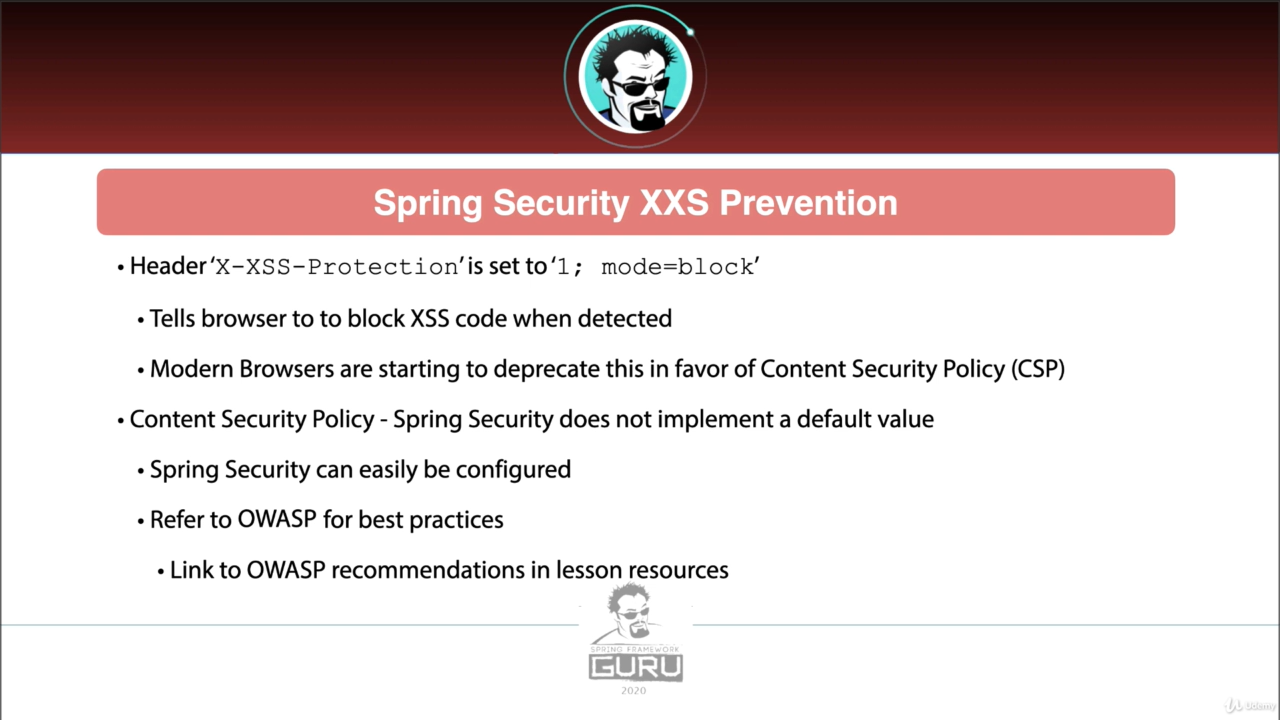 Spring Security XXS Prevention
• Header ‘X-XSS-Protection’ is set to ‘1; mode=block’
• Tells browser to to block XSS code when detected
• Modern Browsers are starting to deprecate this in favor of Content Security Policy (CSP)
• Content Security Policy - Spring Security does not implement a default value
• Spring Security can easily be configured
• Refer to OWASP for best practices
• Link to OWASP recommendations in lesson resources
SPRING FRAMEWORK
GURU
2020
Udemy